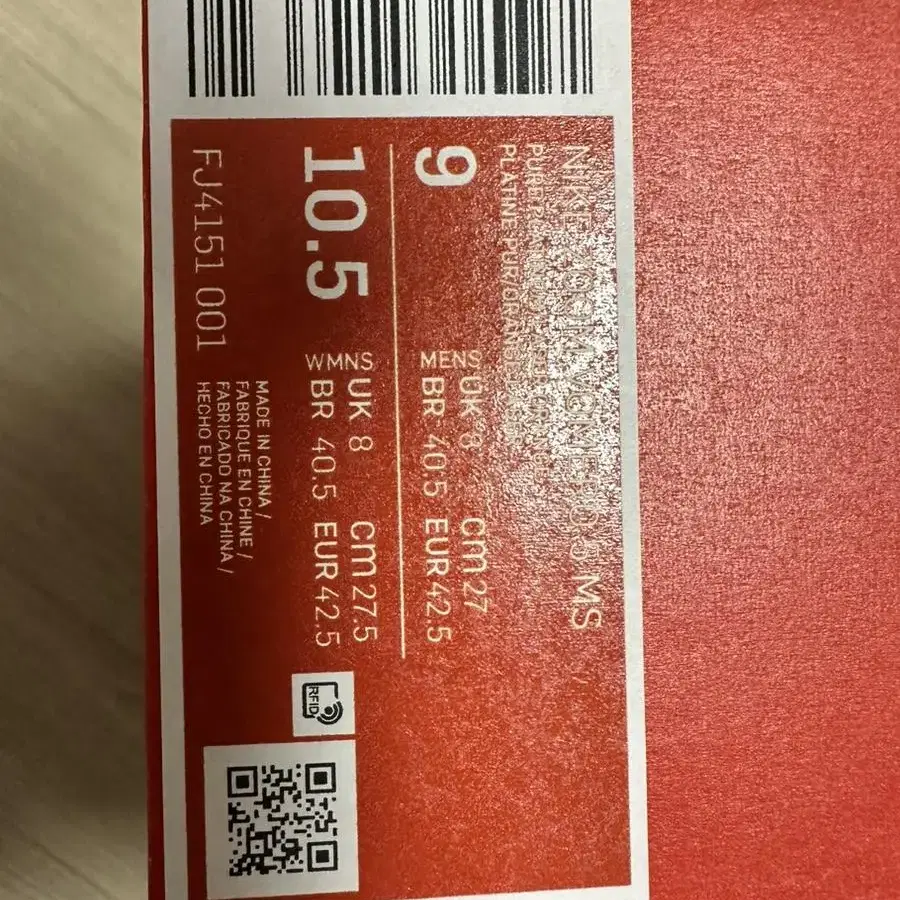 NIKE MS
PLATINE PUR/ORANGE
9
MENS
UK 8 cm 27
BR 40.5 EUR 42.5
10.5
WMNS
UK 8 cm 27.5
BR 40.5 EUR 42.5
MADE IN CHINA /
FABRIQUE EN CHINE /
FABRICADO NA CHINA /
HECHO EN CHINA
FJ4151 001
RFID